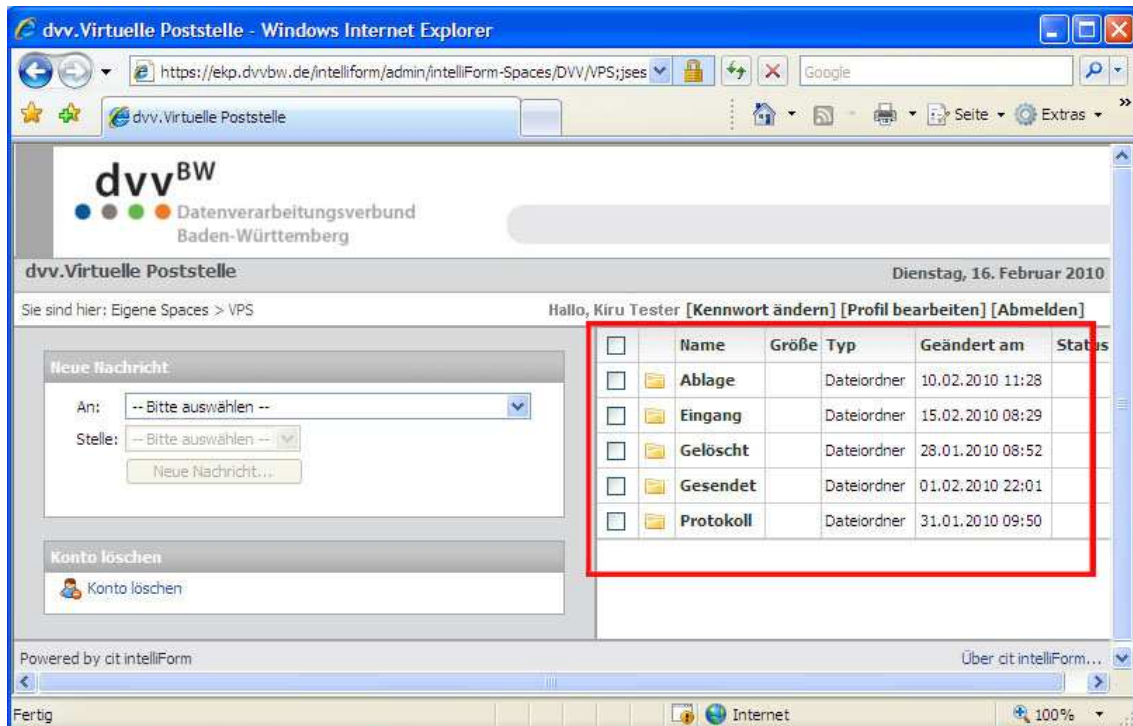 dvv.Virtuelle Poststelle - Windows Internet Explorer
https://ekp.dvvbw.de/intelliform/admin/intelliForm-Spaces/DVV/VPS;jses
Google
dvv.Virtuelle Poststelle
Seite
Extras
»
dvv BW
Datenverarbeitungsverbund
Baden-Württemberg
dvv.Virtuelle Poststelle
Dienstag, 16. Februar 2010
Sie sind hier: Eigene Spaces > VPS
Hallo, Kiru Tester [Kennwort ändern] [Profil bearbeiten] [Abmelden]
Neue Nachricht
An: -- Bitte auswählen --
Stelle: -- Bitte auswählen --
Neue Nachricht...
Konto löschen
Konto löschen
Name Größe Typ Geändert am Status
Ablage Dateiordner 10.02.2010 11:28
Eingang Dateiordner 15.02.2010 08:29
Gelöscht Dateiordner 28.01.2010 08:52
Gesendet Dateiordner 01.02.2010 22:01
Protokoll Dateiordner 31.01.2010 09:50
Powered by cit intelliForm
Über cit intelliForm...
Fertig
Internet
100%